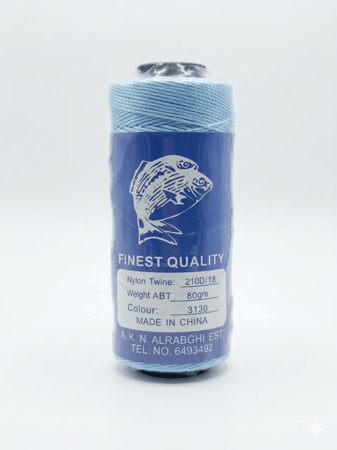 FINEST QUALITY
Nylon Twine: 210D/18
Weight ABT 80grs
Colour: 3130
MADE IN CHINA
A. K. N. ALRABGHI EST.
TEL: NO. 6493492